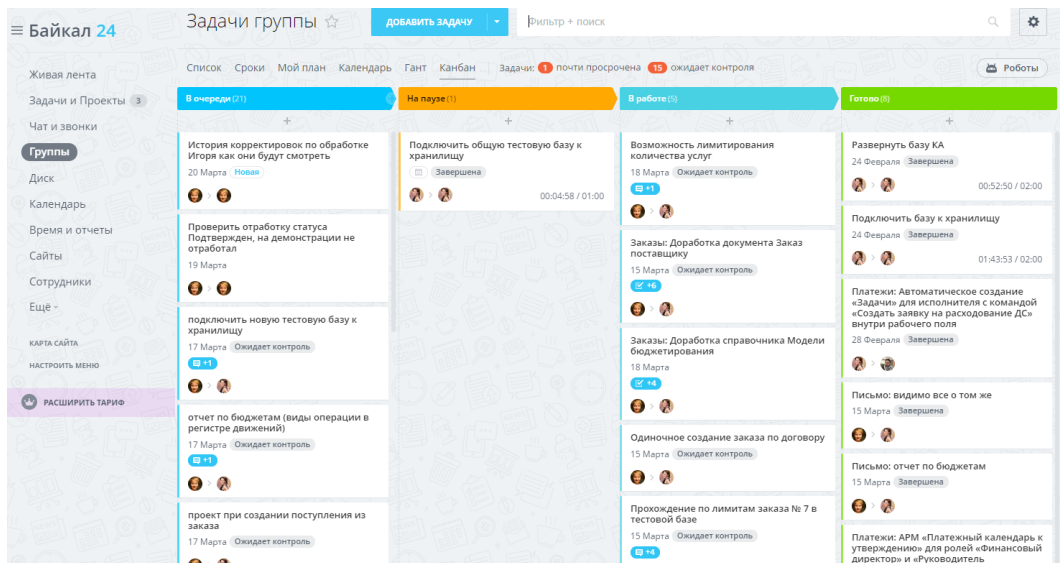 Байкал 24
Задачи группы
ДОБАВИТЬ ЗАДАЧУ
Фильтр + поиск
Список Сроки Мой план Календарь Гант Канбан Задачи: 1 почти просрочена 15 ожидает контроля
Роботы
Живая лента
Задачи и Проекты 3
Чат и звонки
Группы
Диск
Календарь
Время и отчеты
Сайты
Сотрудники
Ещё
КАРТА САЙТА
НАСТРОИТЬ МЕНЮ
РАСШИРИТЬ ТАРИФ
В очереди (21)
+
История корректировок по обработке
Игоря как они будут смотреть
20 Марта Новая
Проверить отработку статуса
Подтвержден, на демонстрации не
отработал
19 Марта
подключить новую тестовую базу к
хранилищу
17 Марта Ожидает контроль
+1
отчет по бюджетам (виды операции в
регистре движений)
17 Марта Ожидает контроль
+1
проект при создании поступления из
заказа
17 Марта Ожидает контроль
На паузе (1)
+
Подключить общую тестовую базу к
хранилищу
Завершена
00:04:58 / 01:00
В работе (5)
+
Возможность лимитирования
количества услуг
18 Марта Ожидает контроль
+1
Заказы: Доработка документа Заказ
поставщику
15 Марта Ожидает контроль
+6
Заказы: Доработка справочника Модели
бюджетирования
18 Марта
+4
Одиночное создание заказа по договору
15 Марта Ожидает контроль
Прохождение по лимитам заказа № 7 в
тестовой базе
15 Марта Ожидает контроль
+4
Готово (8)
+
Развернуть базу КА
24 Февраля Завершена
00:52:50 / 02:00
Подключить базу к хранилищу
24 Февраля Завершена
01:43:53 / 02:00
Платежи: Автоматическое создание
«Задачи» для исполнителя с командой
«Создать заявку на расходование ДС»
внутри рабочего поля
28 Февраля Завершена
Письмо: видимо все о том же
15 Марта Завершена
Письмо: отчет по бюджетам
15 Марта Завершена
Платежи: АРМ «Платежный календарь к
утверждению» для ролей «Финансовый
директор» и «Руководитель